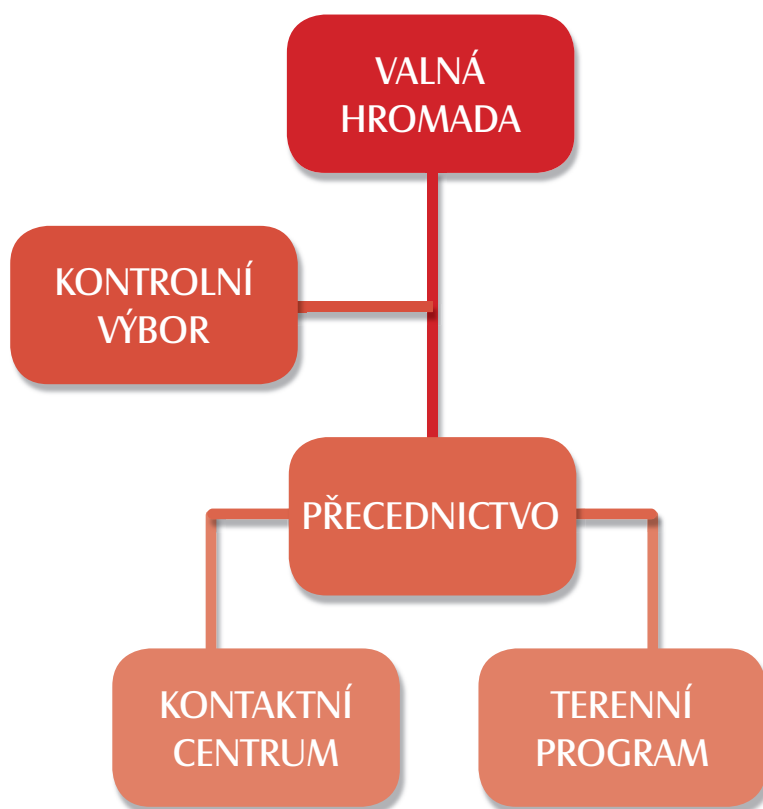 VALNÁ
HROMADA
KONTROLNÍ
VÝBOR
PŘECEDNICTVO
KONTAKTNÍ
CENTRUM
TERENNÍ
PROGRAM